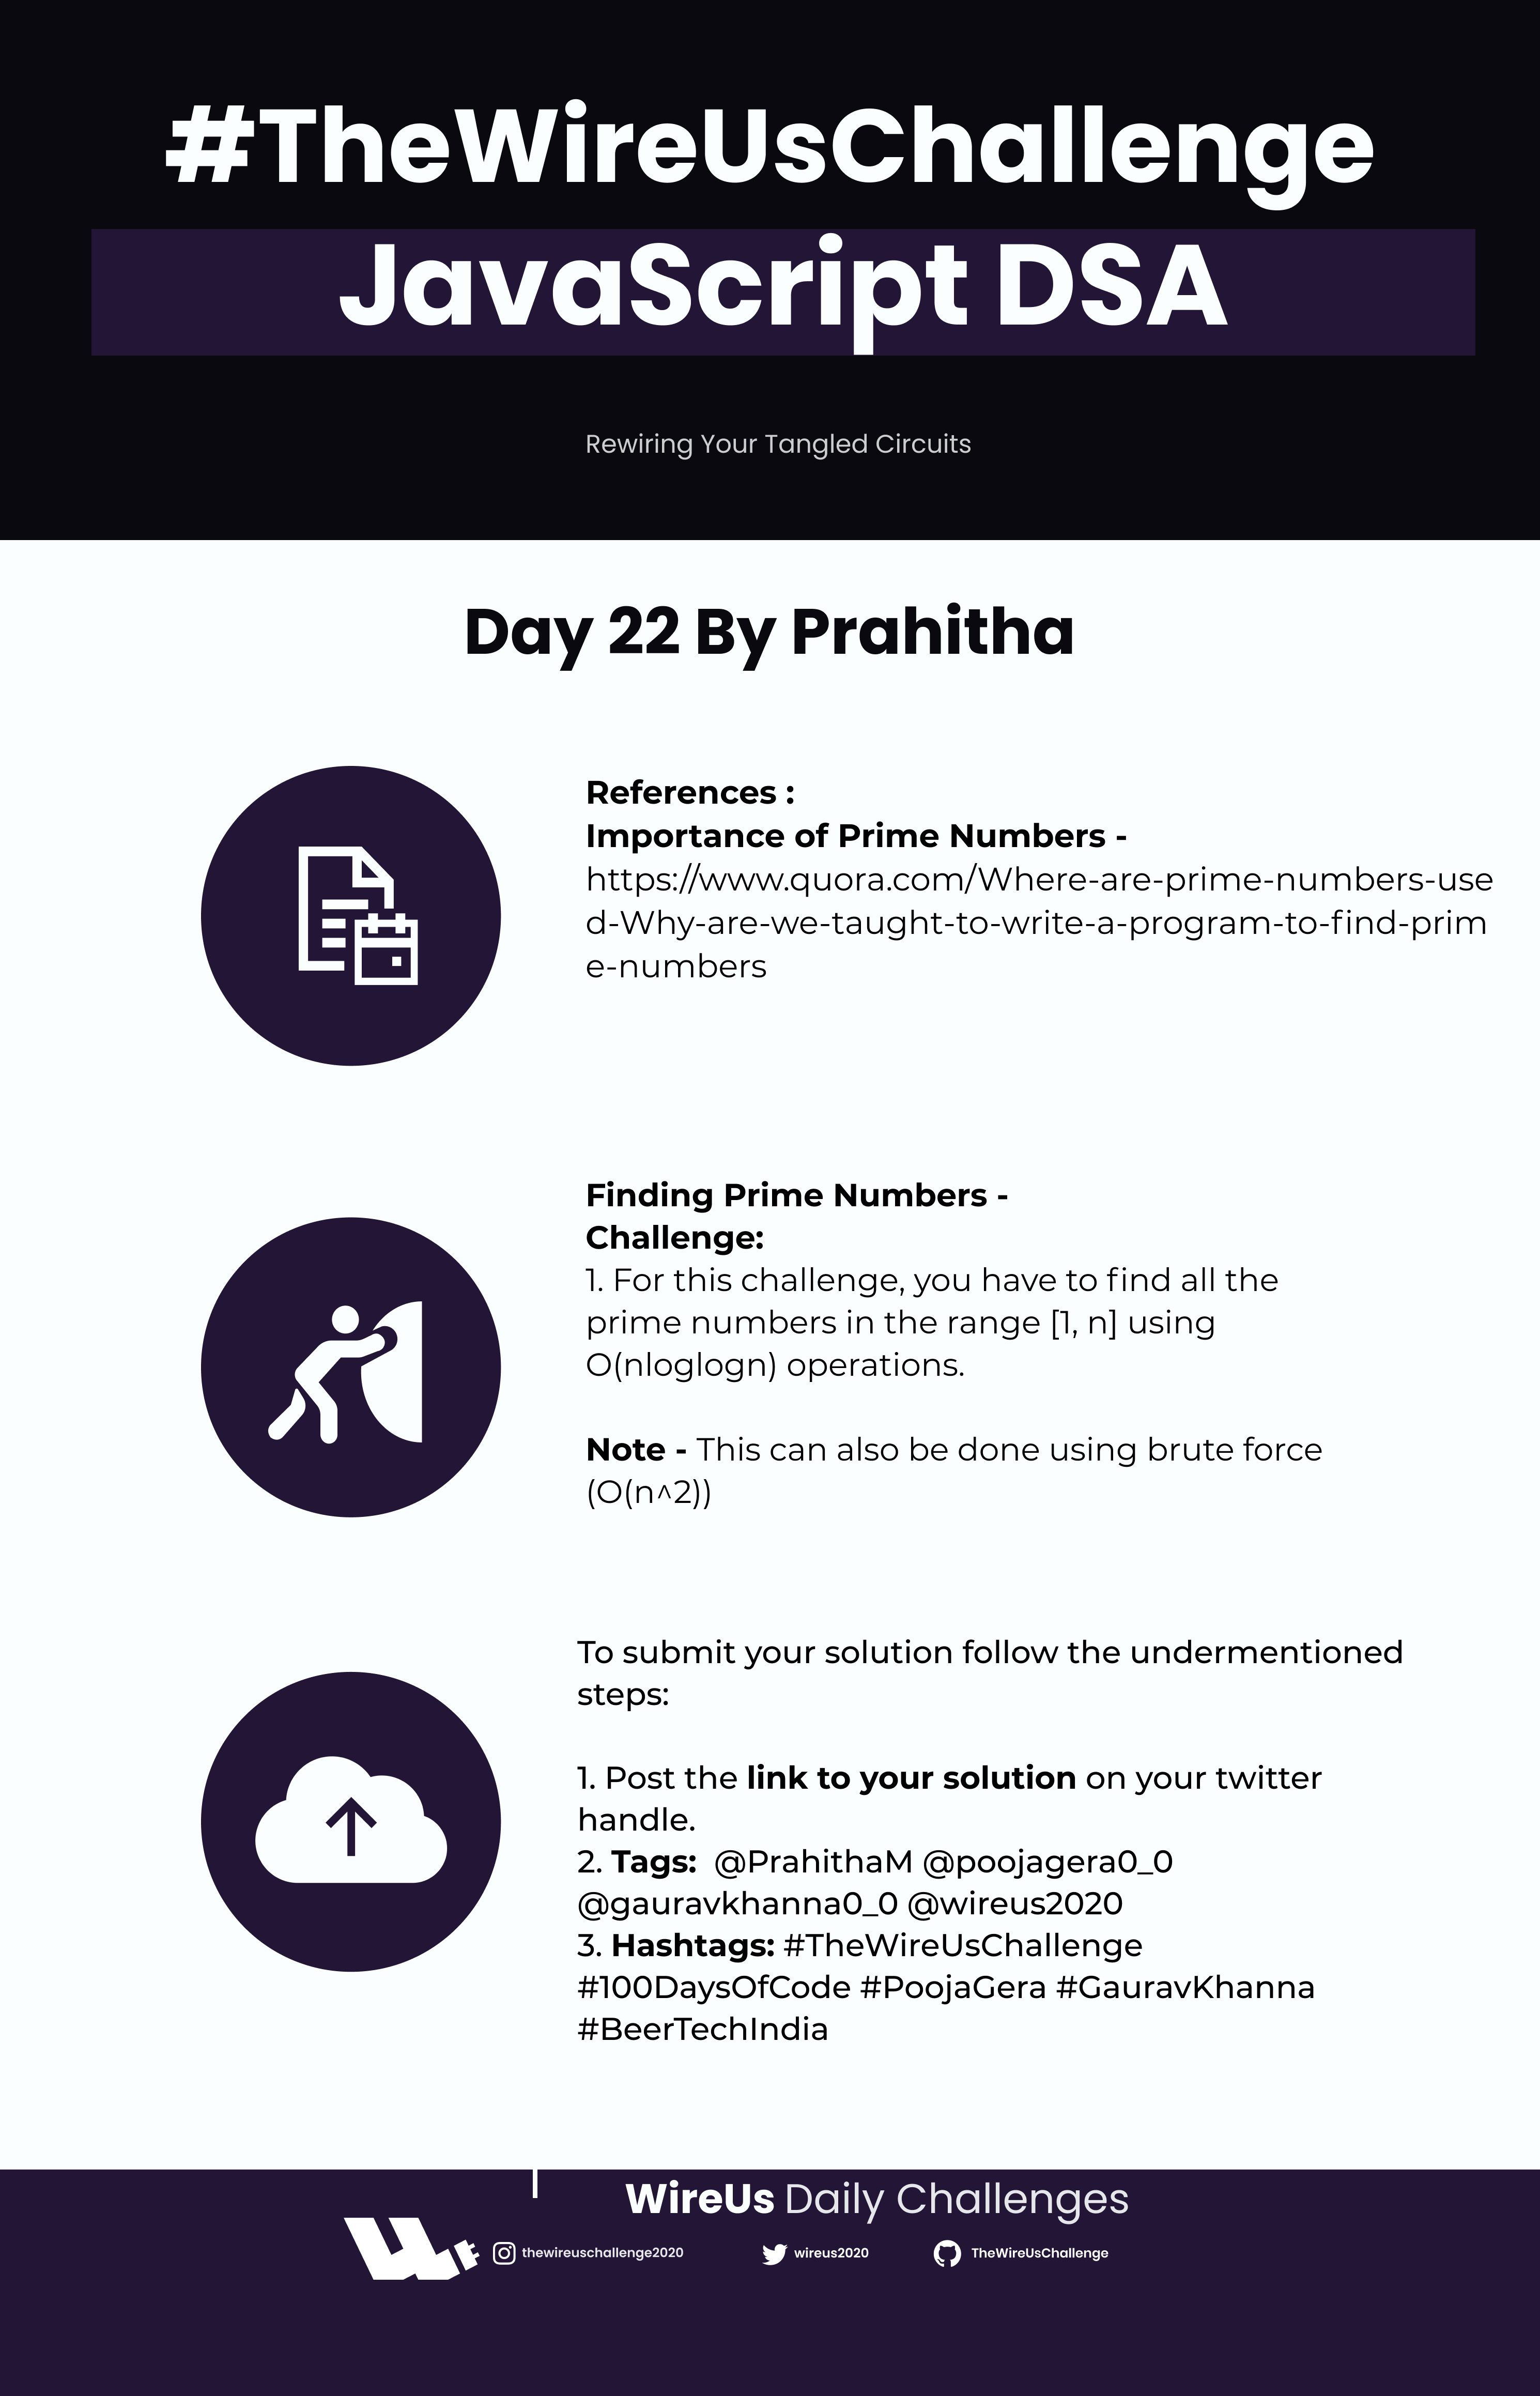 #TheWireUsChallenge
JavaScript DSA
Rewiring Your Tangled Circuits
Day 22 By Prahitha
References :
Importance of Prime Numbers -
https://www.quora.com/Where-are-prime-numbers-use
d-Why-are-we-taught-to-write-a-program-to-find-prim
e-numbers
Finding Prime Numbers -
Challenge:
1. For this challenge, you have to find all the
prime numbers in the range [1, n] using
O(nloglogn) operations.
Note - This can also be done using brute force
(O(n^2))
To submit your solution follow the undermentioned
steps:
1. Post the link to your solution on your twitter
handle.
2. Tags:  @PrahithaM @poojagera0_0
@gauravkhanna0_0 @wireus2020
3. Hashtags: #TheWireUsChallenge
#100DaysOfCode #PoojaGera #GauravKhanna
#BeerTechIndia
WireUs Daily Challenges
thewireuschallenge2020 wireus2020 TheWireUsChallenge